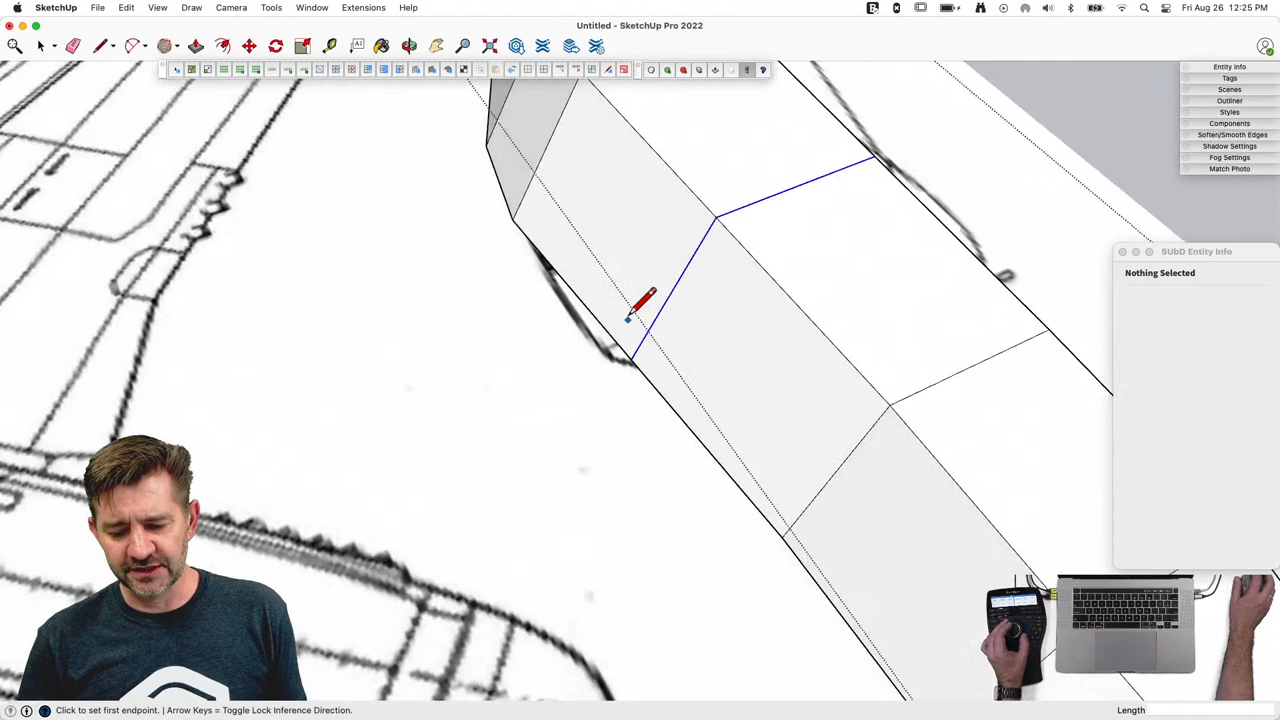 SketchUp File Edit View Draw Camera Tools Window Extensions Help
Fri Aug 26 12:25 PM
Untitled - SketchUp Pro 2022
Entity Info
Tags
Scenes
Outliner
Styles
Components
Soften/Smooth Edges
Shadow Settings
Fog Settings
Match Photo
SUbD Entity Info
Nothing Selected
Click to set first endpoint. | Arrow Keys = Toggle Lock Inference Direction.
Length